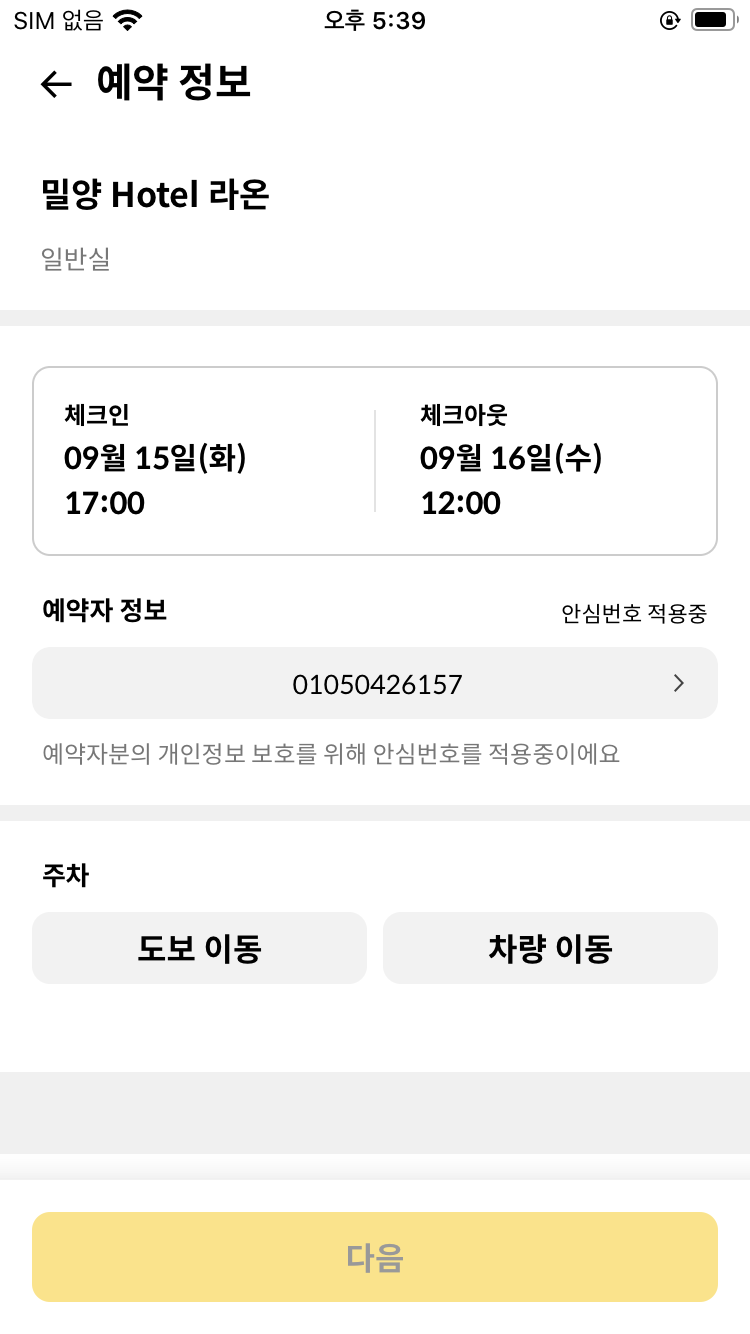 SIM 없음
오후 5:39
예약 정보
밀양 Hotel 라온
일반실
체크인
09월 15일(화)
17:00
체크아웃
09월 16일(수)
12:00
예약자 정보
안심번호 적용중
01050426157
예약자분의 개인정보 보호를 위해 안심번호를 적용중이에요
주차
도보 이동
차량 이동
다음